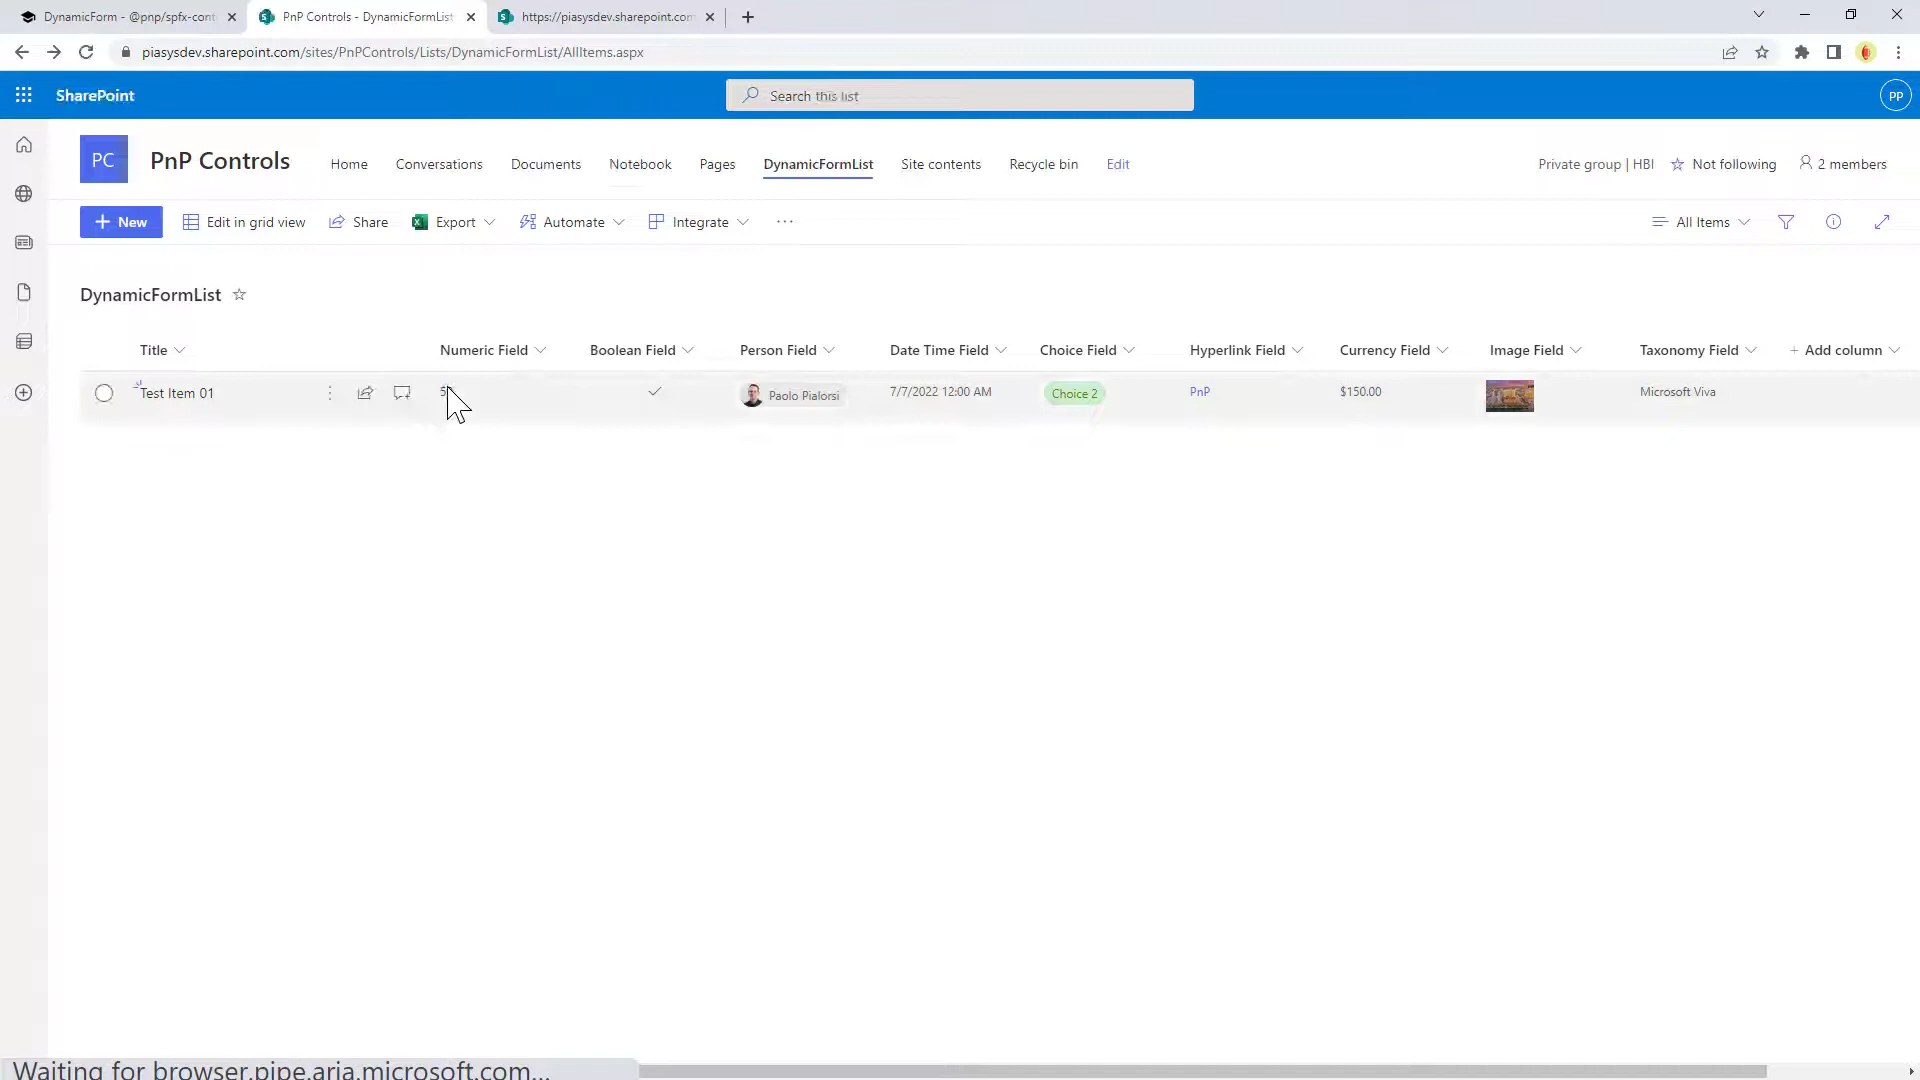 DynamicForm - @pnp/spfx-cont
PnP Controls - DynamicFormList
https://piasysdev.sharepoint.com
piasysdev.sharepoint.com/sites/PnPControls/Lists/DynamicFormList/AllItems.aspx
SharePoint
Search this list
PP
PC
PnP Controls
Home
Conversations
Documents
Notebook
Pages
DynamicFormList
Site contents
Recycle bin
Edit
Private group | HBI
Not following
2 members
New
Edit in grid view
Share
Export
Automate
Integrate
All Items
DynamicFormList
Title
Numeric Field
Boolean Field
Person Field
Date Time Field
Choice Field
Hyperlink Field
Currency Field
Image Field
Taxonomy Field
+ Add column
Test Item 01
Paolo Pialorsi
7/7/2022 12:00 AM
Choice 2
PnP
$150.00
Microsoft Viva
Waiting for browser.pipe.aria.microsoft.com...